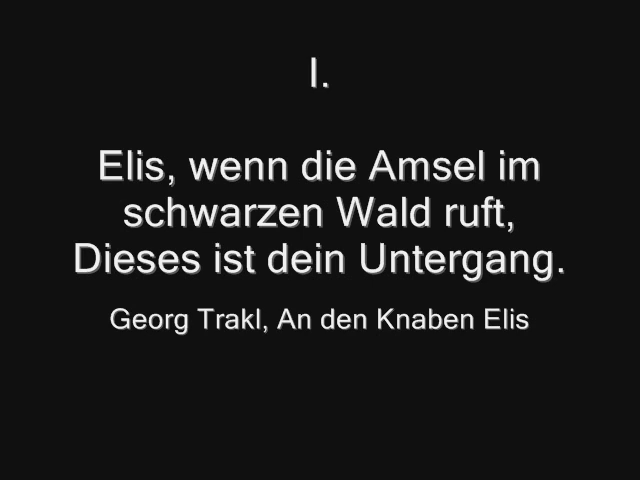 I.
Elis, wenn die Amsel im
schwarzen Wald ruft,
Dieses ist dein Untergang.
Georg Trakl, An den Knaben Elis